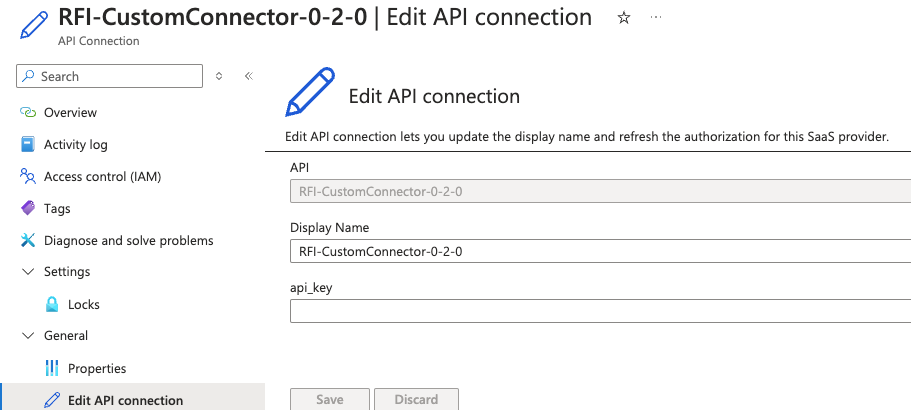 RFI-CustomConnector-0-2-0 | Edit API connection
API Connection
Search
Overview
Activity log
Access control (IAM)
Tags
Diagnose and solve problems
Settings
Locks
General
Properties
Edit API connection
Edit API connection
Edit API connection lets you update the display name and refresh the authorization for this SaaS provider.
API
RFI-CustomConnector-0-2-0
Display Name
RFI-CustomConnector-0-2-0
api_key
Save Discard